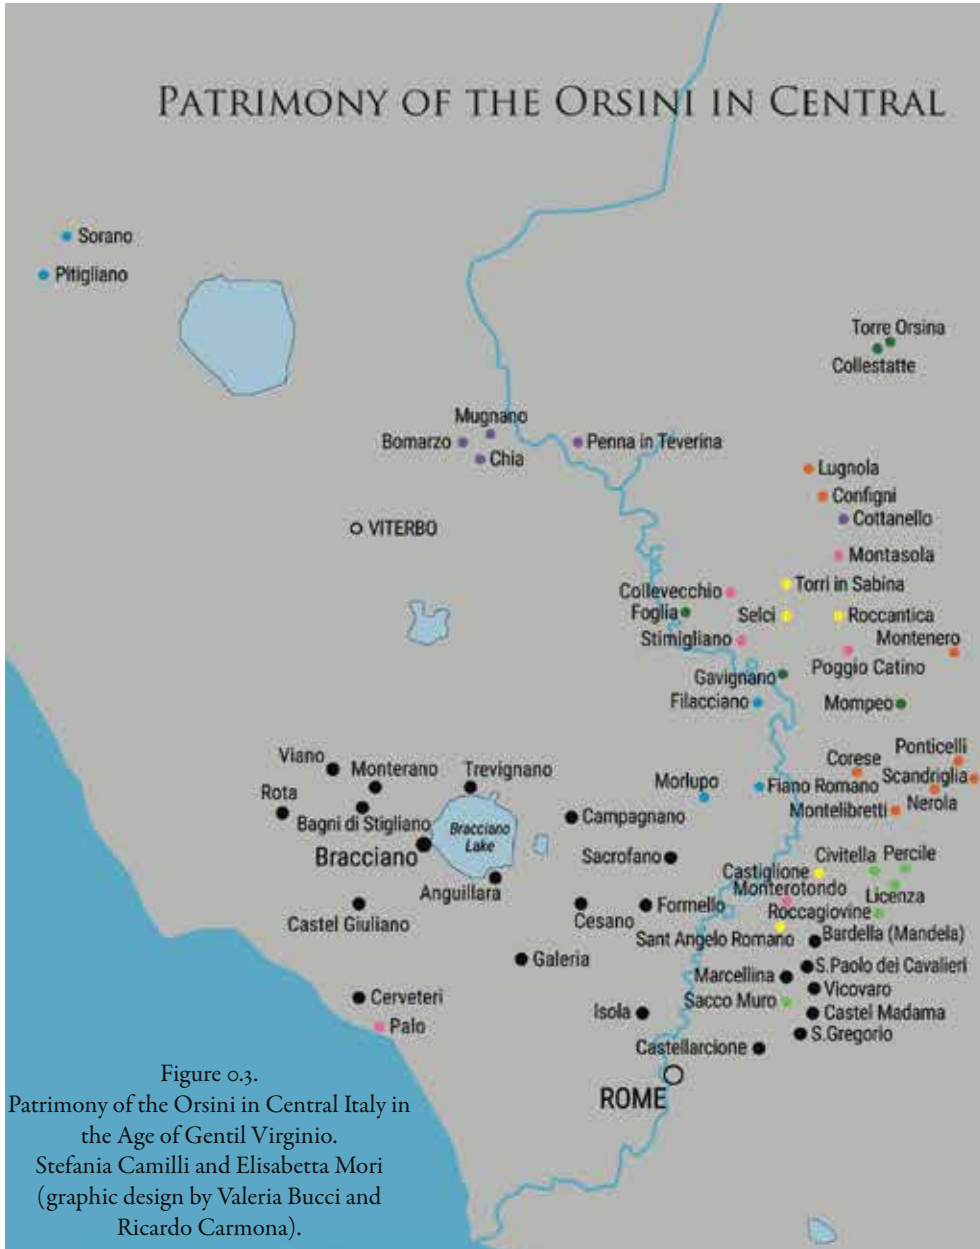 PATRIMONY OF THE ORSINI IN CENTRAL
Sorano
Pitigliano
Torre Orsina
Collestatte
Mugnano
Bomarzo
Penna in Teverina
Chia
Lugnola
Configni
Cottanello
VITERBO
Montasola
Torri in Sabina
Collevecchio
Foglia
Selci
Roccantica
Stimigliano
Montenero
Poggio Catino
Gavignano
Filacciano
Mompeo
Viano
Monterano
Trevignano
Morlupo
Fiano Romano
Corese
Ponticelli
Scandriglia
Rota
Bagni di Stigliano
Montelibretti
Nerola
Campagnano
Bracciano
Bracciano
Lake
Sacrofano
Castiglione
Civitella
Percile
Anguillara
Monterotondo
Licenza
Castel Giuliano
Cesano
Formello
Roccagiovine
Sant Angelo Romano
Bardella (Mandela)
Galeria
Marcellina
S.Paolo dei Cavalieri
Vicovaro
Cerveteri
Sacco Muro
Isola
Castel Madama
Palo
S.Gregorio
Castellarcione
ROME
Figure 0.3.
Patrimony of the Orsini in Central Italy in
the Age of Gentil Virginio.
Stefania Camilli and Elisabetta Mori
(graphic design by Valeria Bucci and
Ricardo Carmona).